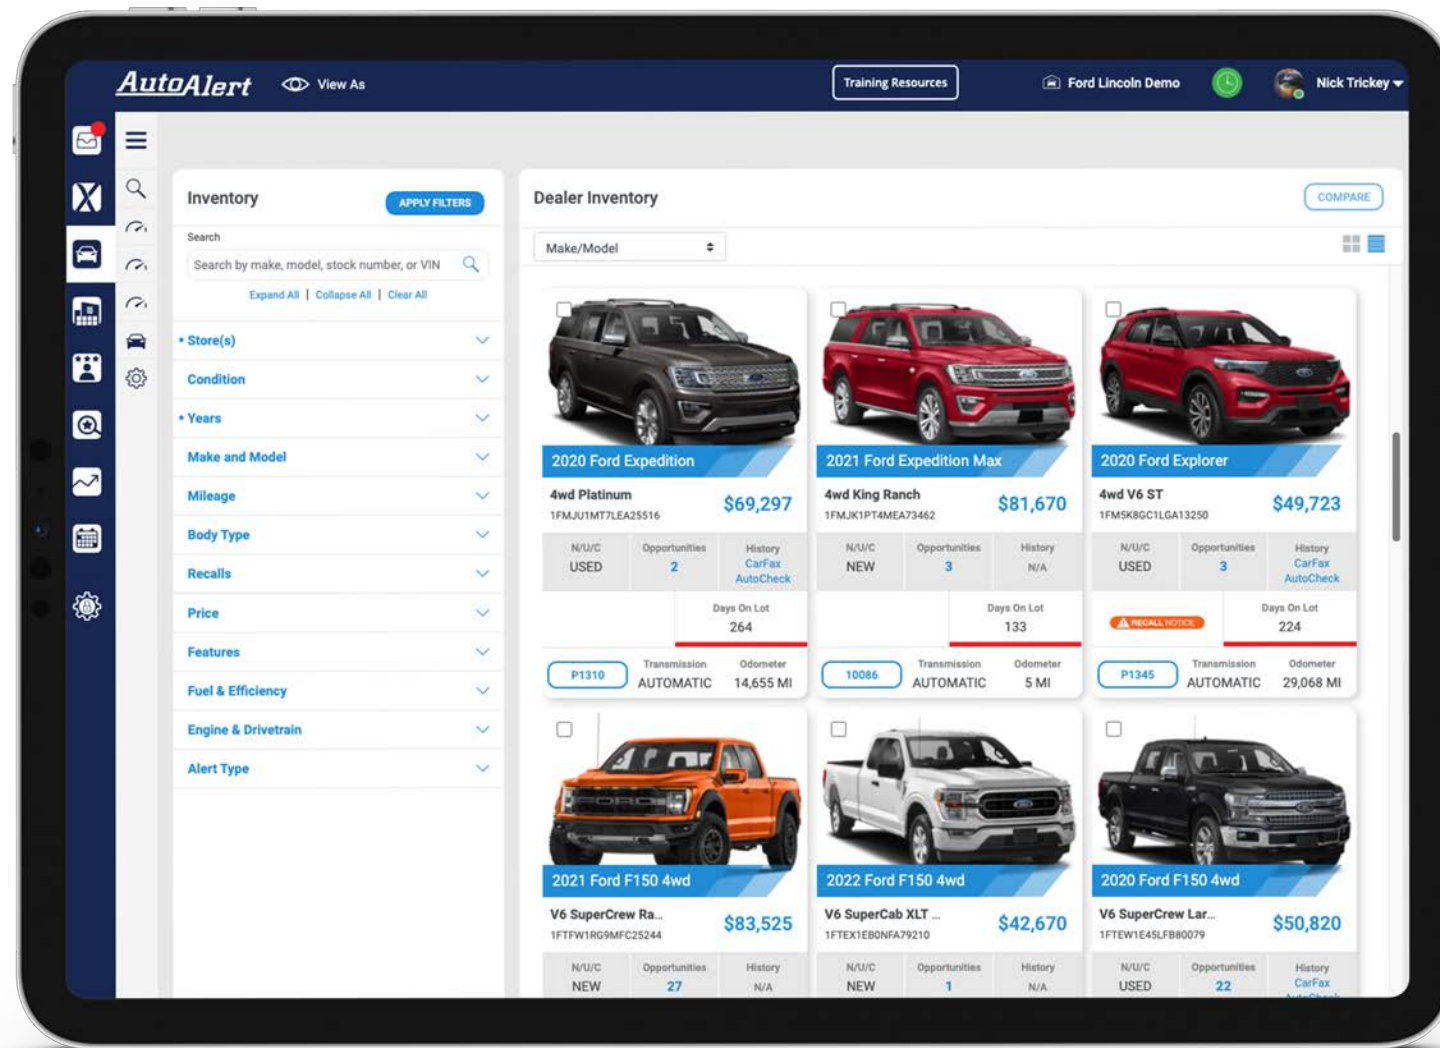 AutoAlert
View As
Training Resources
Ford Lincoln Demo
Nick Trickey
Inventory
APPLY FILTERS
Search
Search by make, model, stock number, or VIN
Expand All | Collapse All | Clear All
• Store(s)
Condition
• Years
Make and Model
Mileage
Body Type
Recalls
Price
Features
Fuel & Efficiency
Engine & Drivetrain
Alert Type
Dealer Inventory
COMPARE
Make/Model
2020 Ford Expedition
4wd Platinum
1FMJU1MT7LEA25516
$69,297
N/U/C
USED
Opportunities
2
History
CarFax
AutoCheck
Days On Lot
264
P1310
Transmission
AUTOMATIC
Odometer
14,655 MI
2021 Ford Expedition Max
4wd King Ranch
1FMJK1PT4MEA73462
$81,670
N/U/C
NEW
Opportunities
3
History
N/A
Days On Lot
133
10086
Transmission
AUTOMATIC
Odometer
5 MI
2020 Ford Explorer
4wd V6 ST
1FM5K8GC1LGA13250
$49,723
N/U/C
USED
Opportunities
3
History
CarFax
AutoCheck
RECALL NOTICE
Days On Lot
224
P1345
Transmission
AUTOMATIC
Odometer
29,068 MI
2021 Ford F150 4wd
V6 SuperCrew Ra...
1FTFW1RG9MFC25244
$83,525
N/U/C
NEW
Opportunities
27
History
N/A
2022 Ford F150 4wd
V6 SuperCab XLT ...
1FTEX1EB0NFA79210
$42,670
N/U/C
NEW
Opportunities
1
History
N/A
2020 Ford F150 4wd
V6 SuperCrew Lar...
1FTEW1E45LFB80079
$50,820
N/U/C
USED
Opportunities
22
History
CarFax